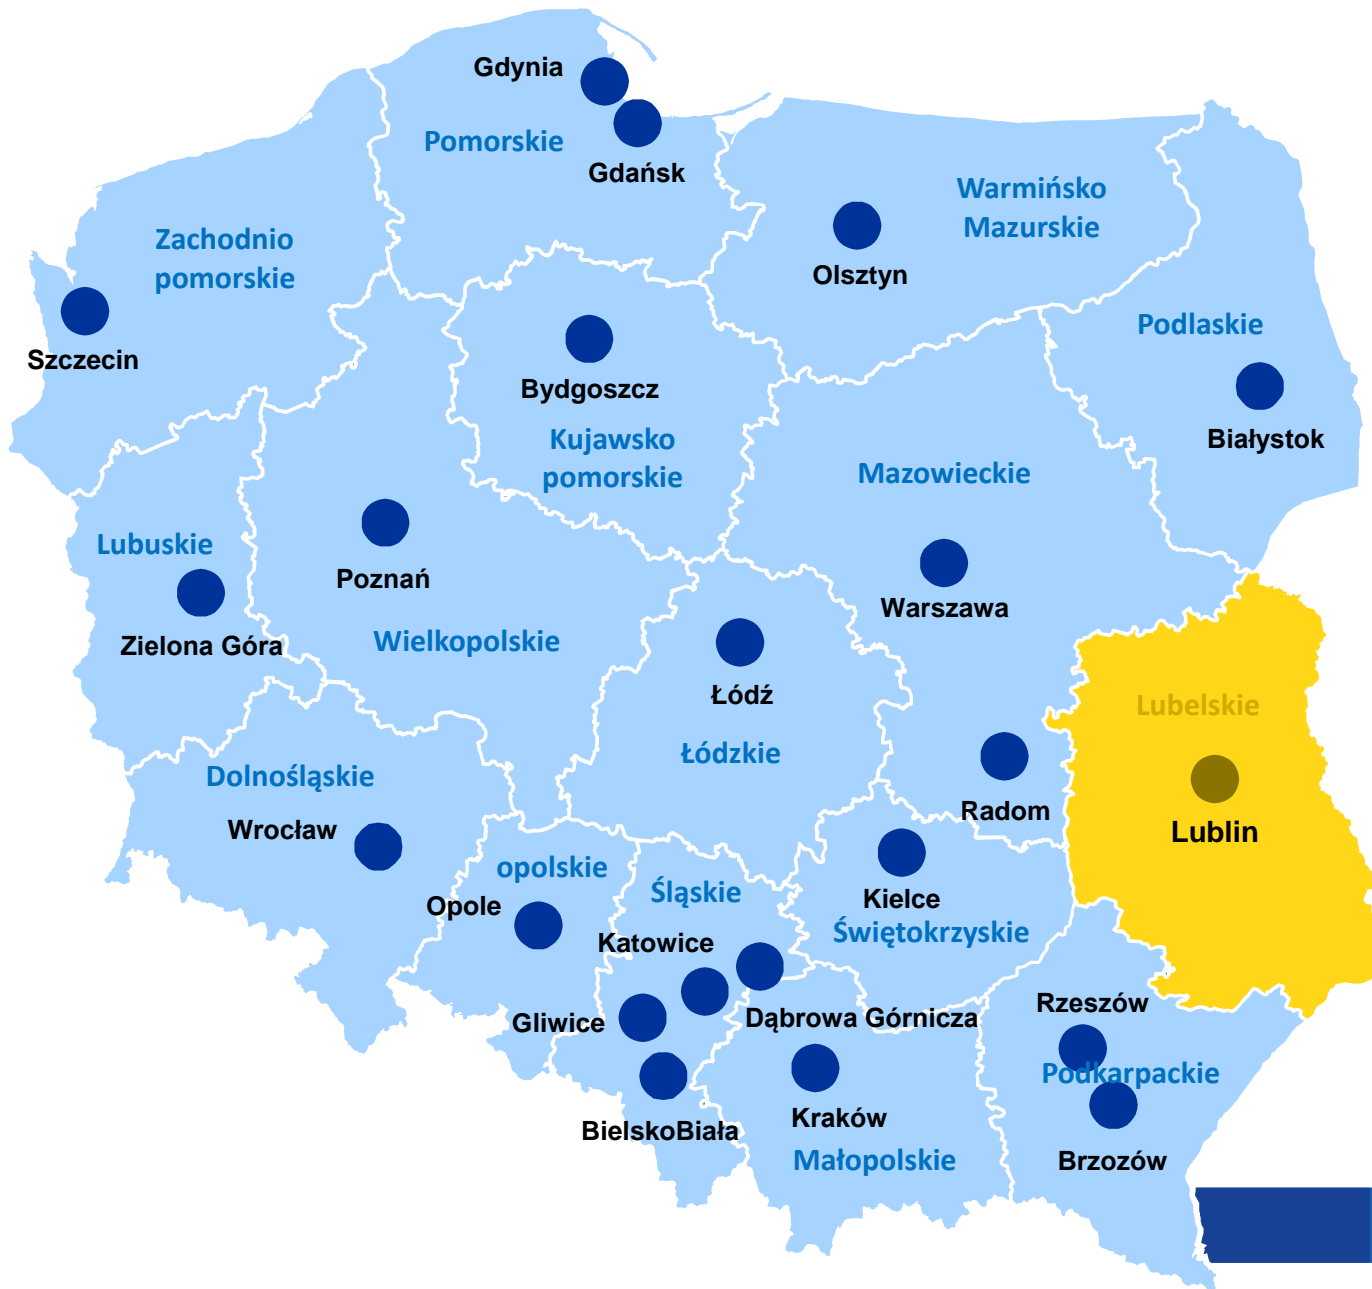 Gdynia
Pomorskie
Gdańsk
Warmińsko
Mazurskie
Zachodnio
pomorskie
Olsztyn
Podlaskie
Szczecin
Bydgoszcz
Białystok
Kujawsko
pomorskie
Mazowieckie
Lubuskie
Poznań
Warszawa
Zielona Góra
Wielkopolskie
Łódź
Lubelskie
Łódzkie
Dolnośląskie
Radom
Wrocław
Lublin
opolskie
Śląskie
Kielce
Opole
Świętokrzyskie
Katowice
Rzeszów
Gliwice
Dąbrowa Górnicza
Podkarpackie
Kraków
BielskoBiała
Małopolskie
Brzozów